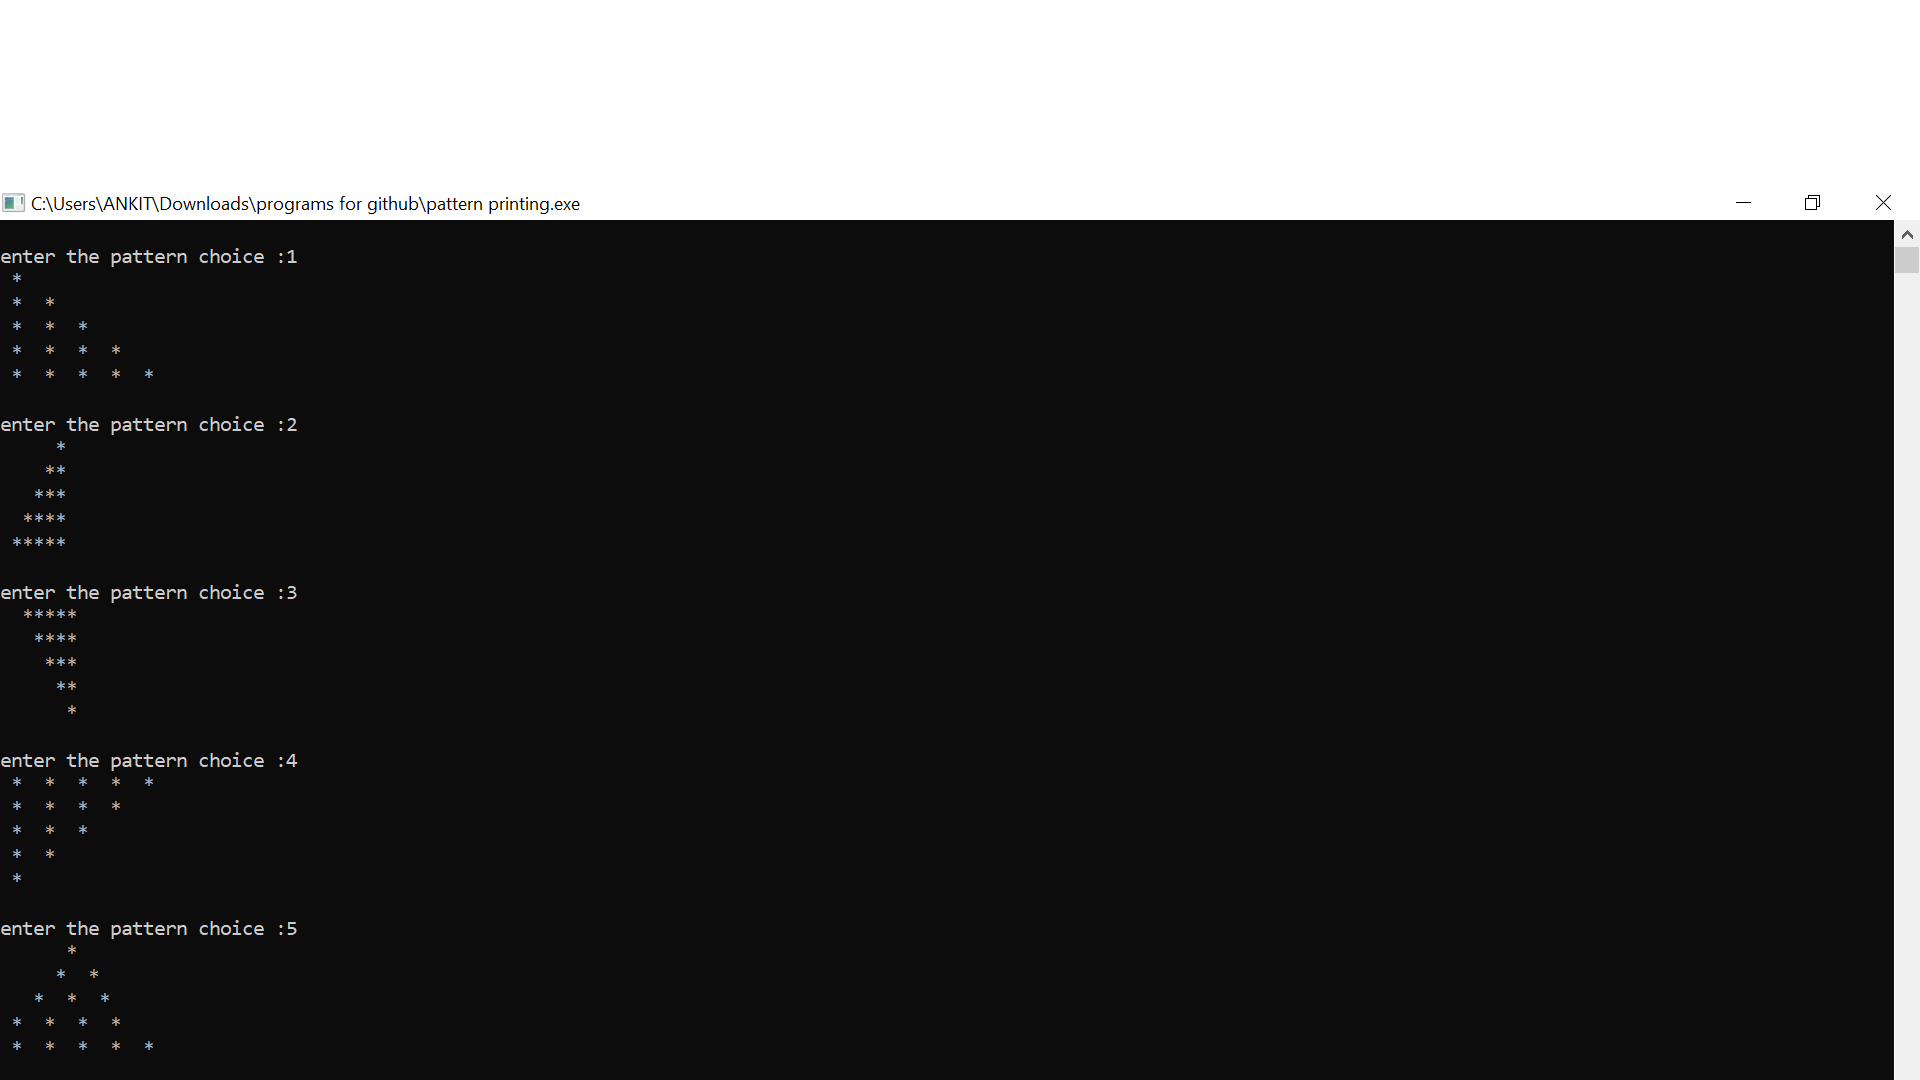 C:\Users\ANKIT\Downloads\programs for github\pattern printing.exe
enter the pattern choice :1
 *
 *  *
 *  *  *
 *  *  *  *
 *  *  *  *  *
enter the pattern choice :2
     *
    **
   ***
  ****
 *****
enter the pattern choice :3
  *****
   ****
    ***
     **
      *
enter the pattern choice :4
 *  *  *  *  *
 *  *  *  *
 *  *  *
 *  *
 *
enter the pattern choice :5
      *
     *  *
   *  *  *
 *  *  *  *
 *  *  *  *  *